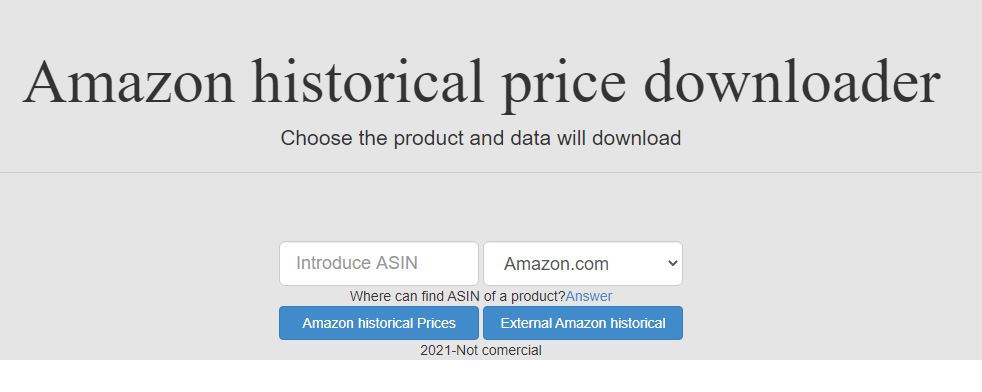 Amazon historical price downloader
Choose the product and data will download
Introduce ASIN Amazon.com
Where can find ASIN of a product?Answer
Amazon historical Prices External Amazon historical
2021-Not comercial